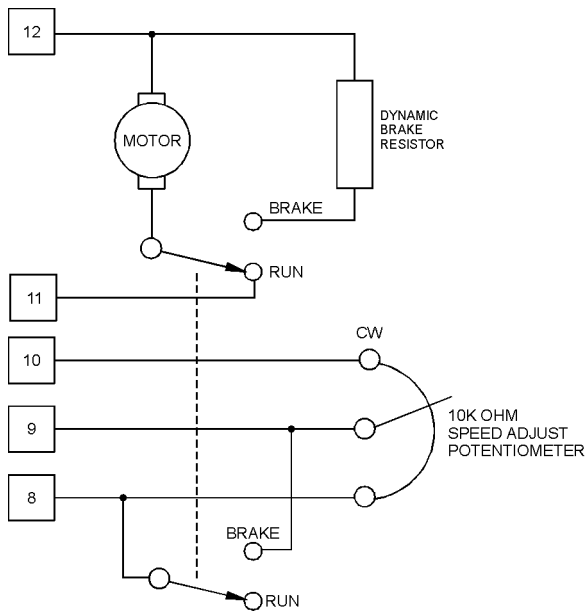 12
MOTOR
DYNAMIC
BRAKE
RESISTOR
BRAKE
RUN
11
CW
10
10K OHM
SPEED ADJUST
POTENTIOMETER
9
8
BRAKE
RUN